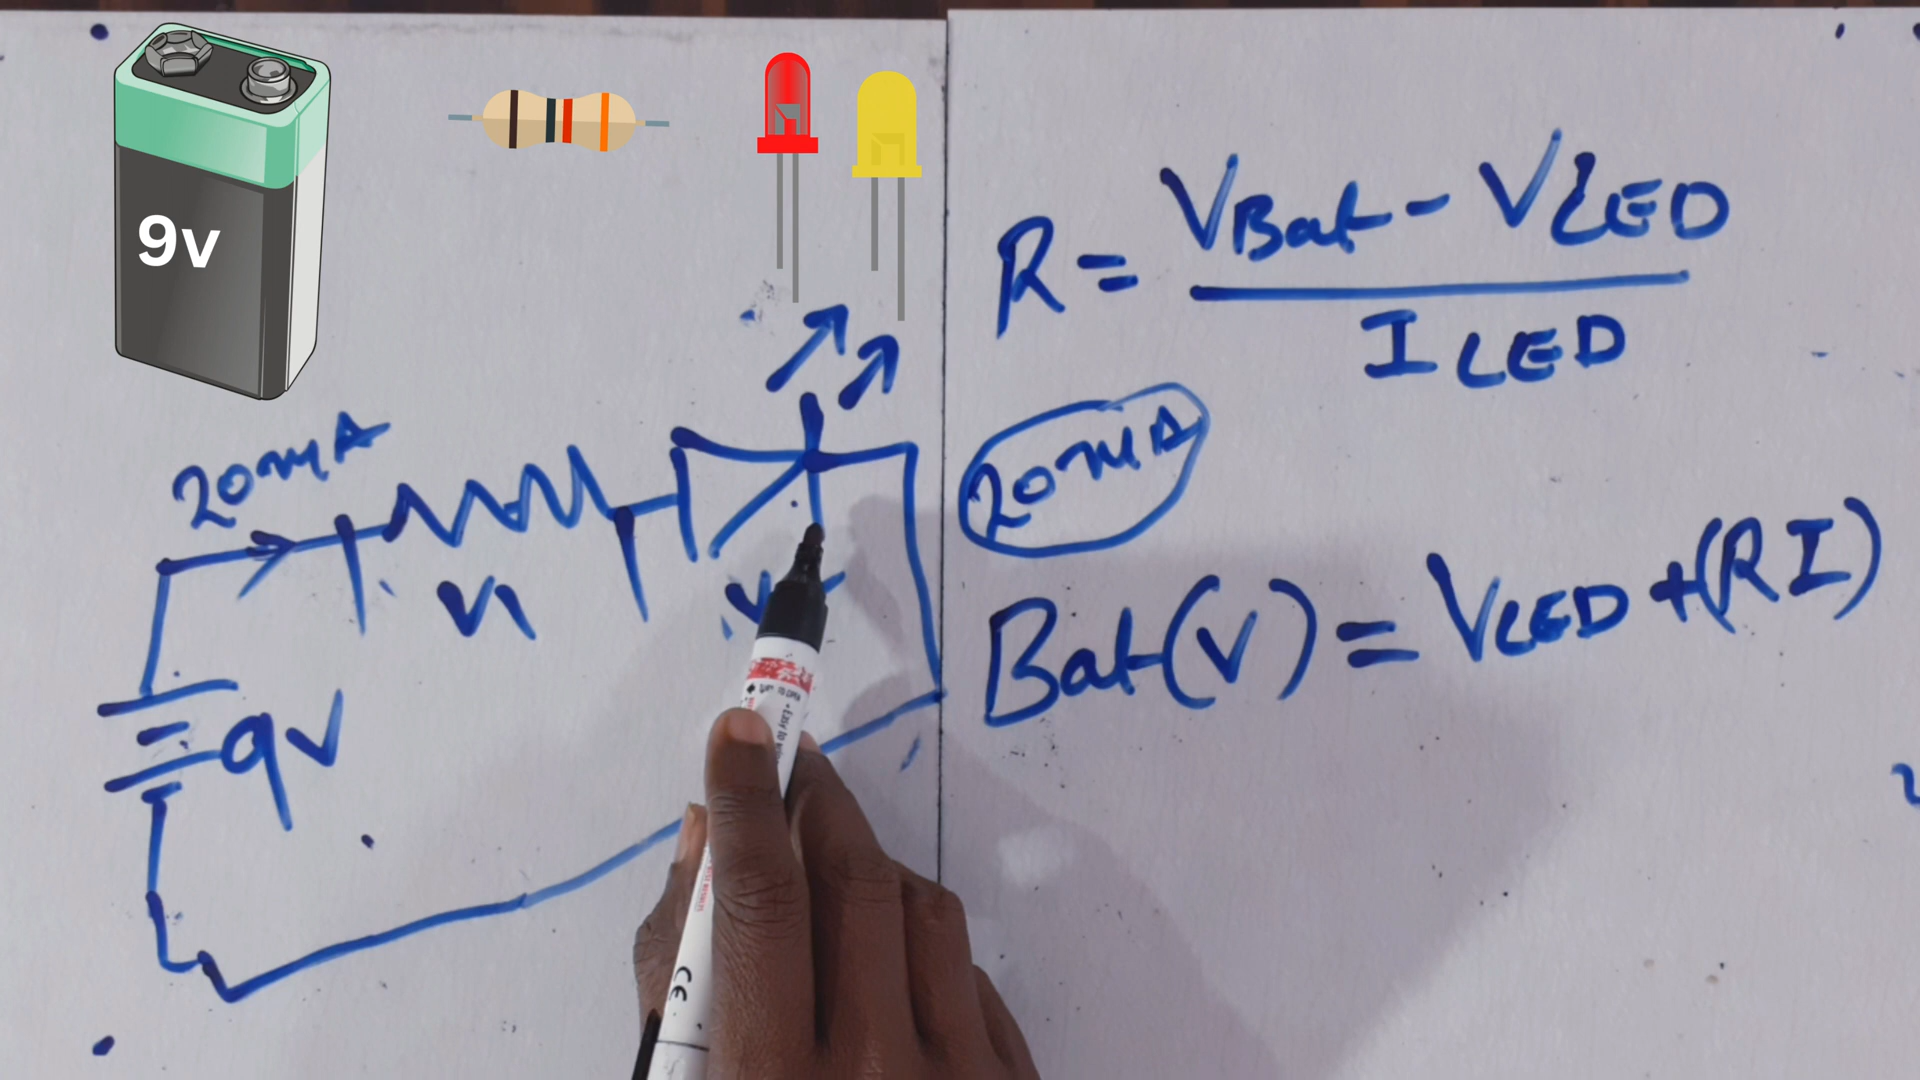 9v
R = VBat - VLED
ILED
20mA
20mA
V1
Bat(V) = VLED + (RI)
9V
CE